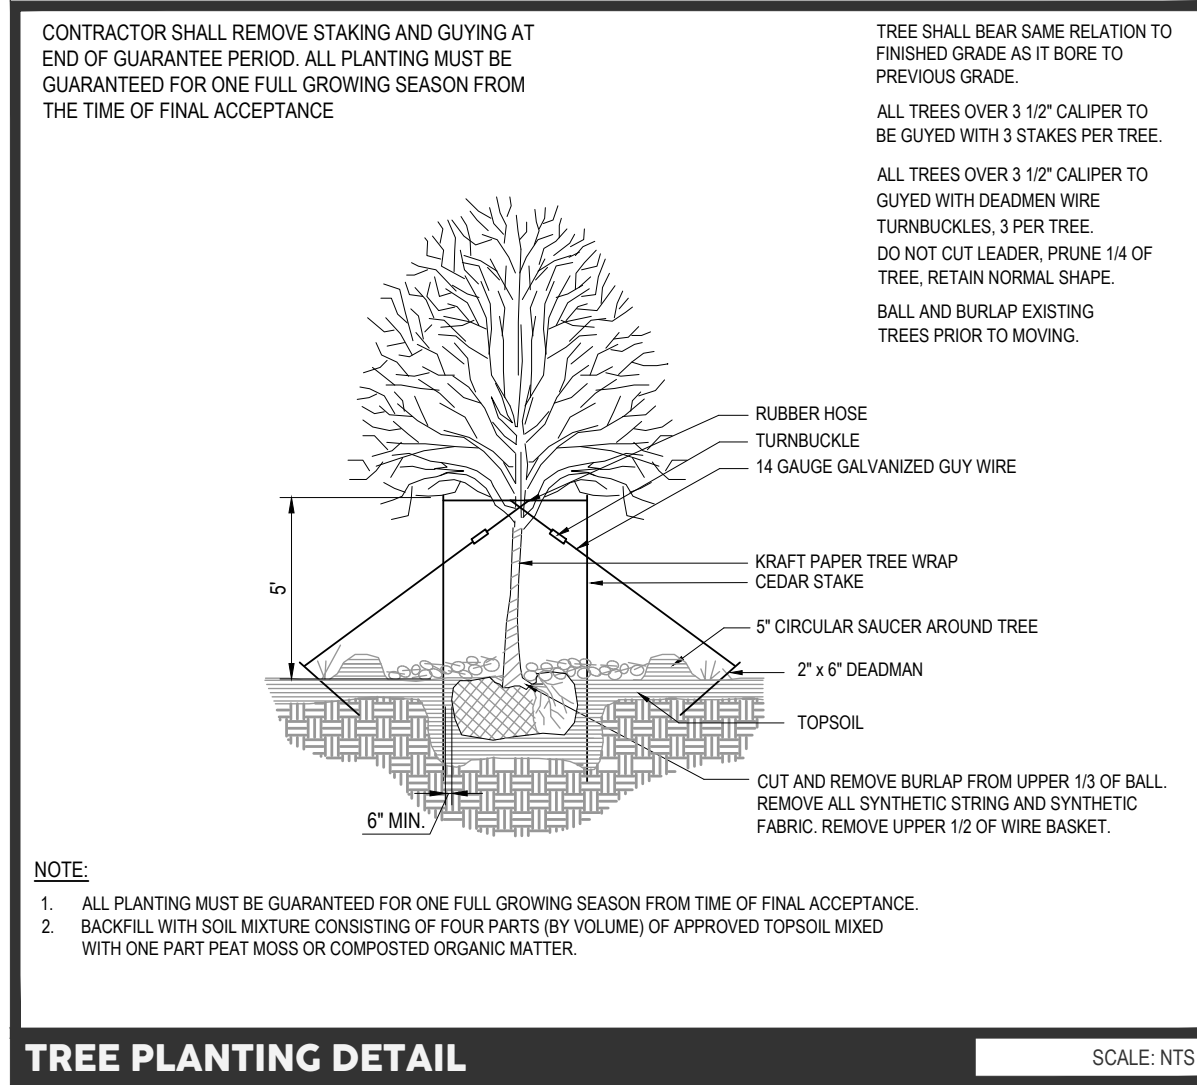 CONTRACTOR SHALL REMOVE STAKING AND GUYING AT
END OF GUARANTEE PERIOD. ALL PLANTING MUST BE
GUARANTEED FOR ONE FULL GROWING SEASON FROM
THE TIME OF FINAL ACCEPTANCE
TREE SHALL BEAR SAME RELATION TO
FINISHED GRADE AS IT BORE TO
PREVIOUS GRADE.
ALL TREES OVER 3 1/2" CALIPER TO
BE GUYED WITH 3 STAKES PER TREE.
ALL TREES OVER 3 1/2" CALIPER TO
GUYED WITH DEADMEN WIRE
TURNBUCKLES, 3 PER TREE.
DO NOT CUT LEADER, PRUNE 1/4 OF
TREE, RETAIN NORMAL SHAPE.
BALL AND BURLAP EXISTING
TREES PRIOR TO MOVING.
RUBBER HOSE
TURNBUCKLE
14 GAUGE GALVANIZED GUY WIRE
KRAFT PAPER TREE WRAP
CEDAR STAKE
5'
5" CIRCULAR SAUCER AROUND TREE
2" x 6" DEADMAN
TOPSOIL
CUT AND REMOVE BURLAP FROM UPPER 1/3 OF BALL.
REMOVE ALL SYNTHETIC STRING AND SYNTHETIC
FABRIC. REMOVE UPPER 1/2 OF WIRE BASKET.
6" MIN.
NOTE:
1. ALL PLANTING MUST BE GUARANTEED FOR ONE FULL GROWING SEASON FROM TIME OF FINAL ACCEPTANCE.
2. BACKFILL WITH SOIL MIXTURE CONSISTING OF FOUR PARTS (BY VOLUME) OF APPROVED TOPSOIL MIXED
WITH ONE PART PEAT MOSS OR COMPOSTED ORGANIC MATTER.
TREE PLANTING DETAIL
SCALE: NTS